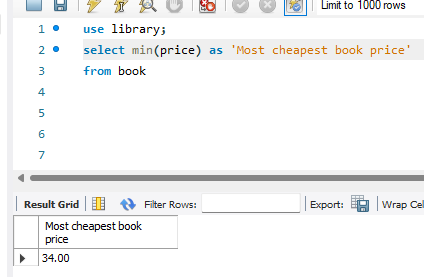 Limit to 1000 rows
1 use library;
2 select min(price) as 'Most cheapest book price'
3 from book
4
5
6
7
Result Grid Filter Rows: Export: Wrap Cel
Most cheapest book
price
34.00